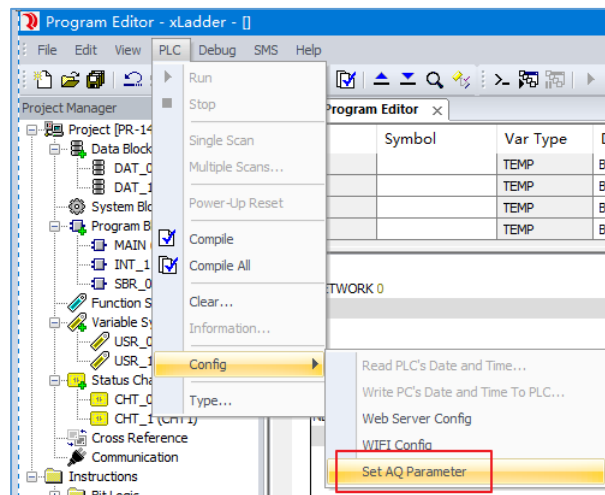 Program Editor - xLadder - []
File Edit View PLC Debug SMS Help
Project Manager
Program Editor x
Project [PR-14
Data Block
DAT_0
DAT_1
System Blo
Program B
MAIN
INT_1
SBR_0
Function S
Variable Sy
USR_0
USR_1
Status Cha
CHT_0
CHT_1 (CHT1)
Cross Reference
Communication
Instructions
Bit Logic
Run
Stop
Single Scan
Multiple Scans...
Power-Up Reset
Compile
Compile All
Clear...
Information...
Config
Type...
Symbol Var Type D
TEMP B
TEMP B
TEMP B
TEMP B
ETWORK 0
Read PLC's Date and Time...
Write PC's Date and Time To PLC...
Web Server Config
WIFI Config
Set AQ Parameter